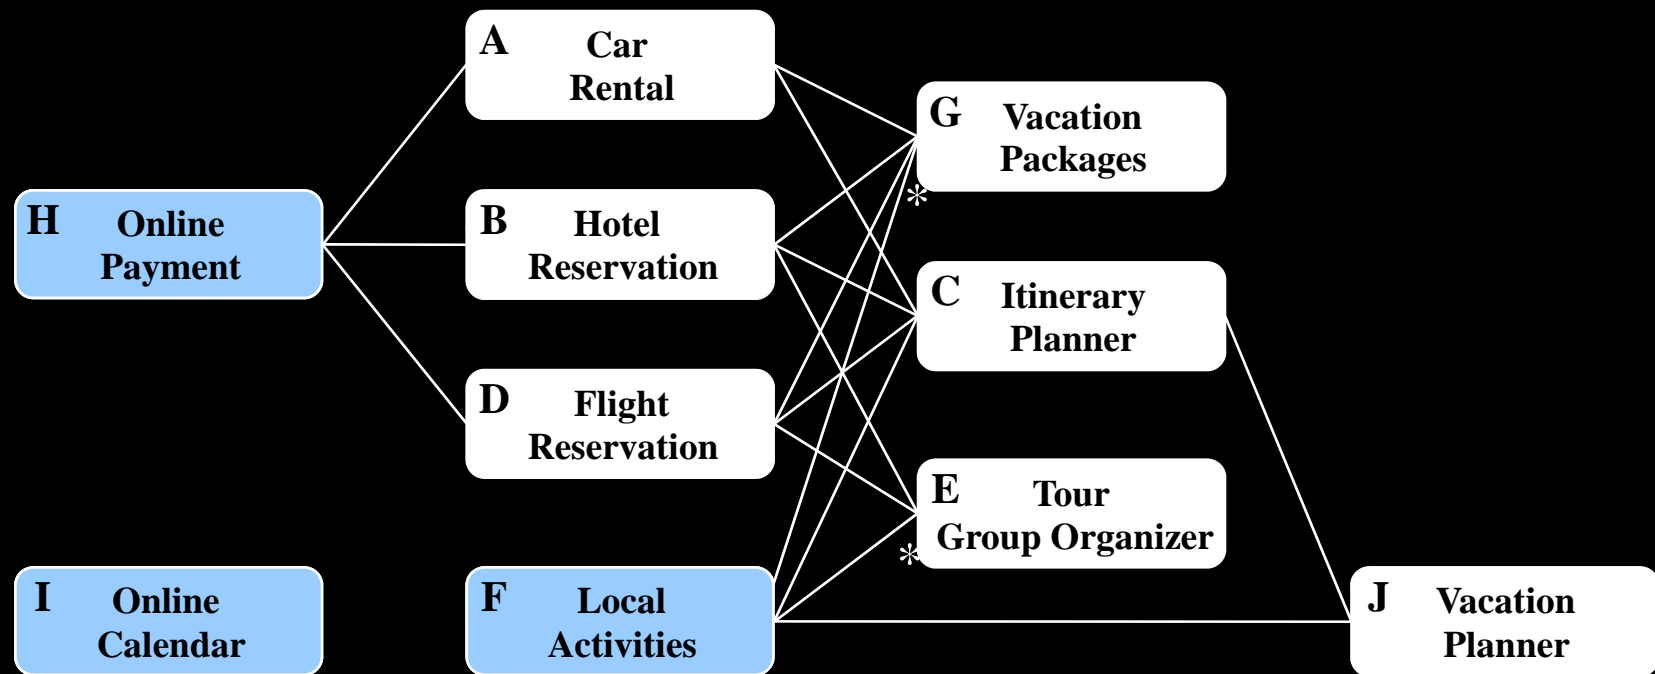 A Car
Rental
G Vacation
Packages
*
H Online
Payment
B Hotel
Reservation
C Itinerary
Planner
D Flight
Reservation
E Tour
Group Organizer
*
I Online
Calendar
F Local
Activities
J Vacation
Planner